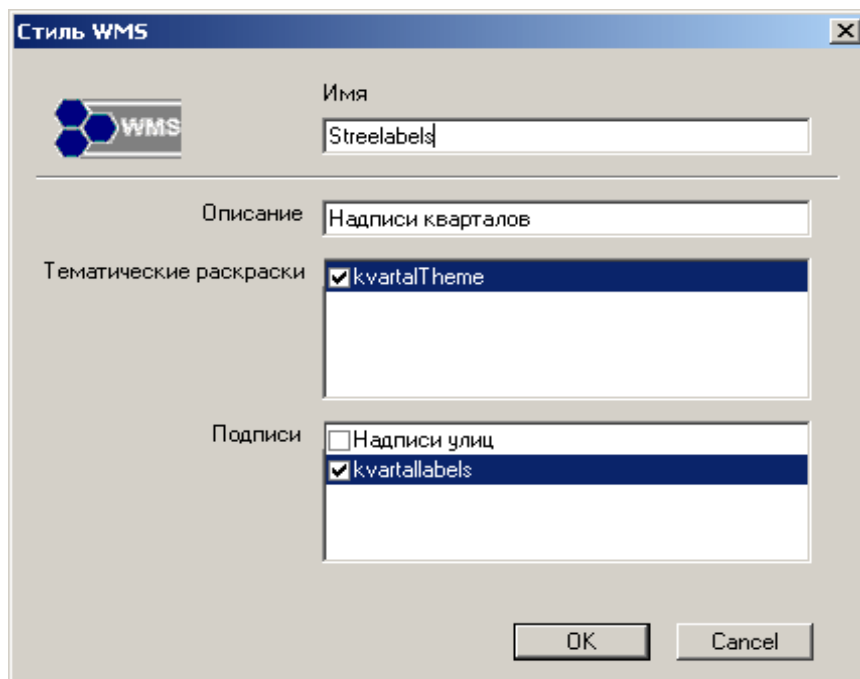 Стиль WMS
WMS
Имя
Streelabels
Описание
Надписи кварталов
Тематические раскраски
kvartalTheme
Подписи
Надписи улиц
kvartallabels
OK
Cancel